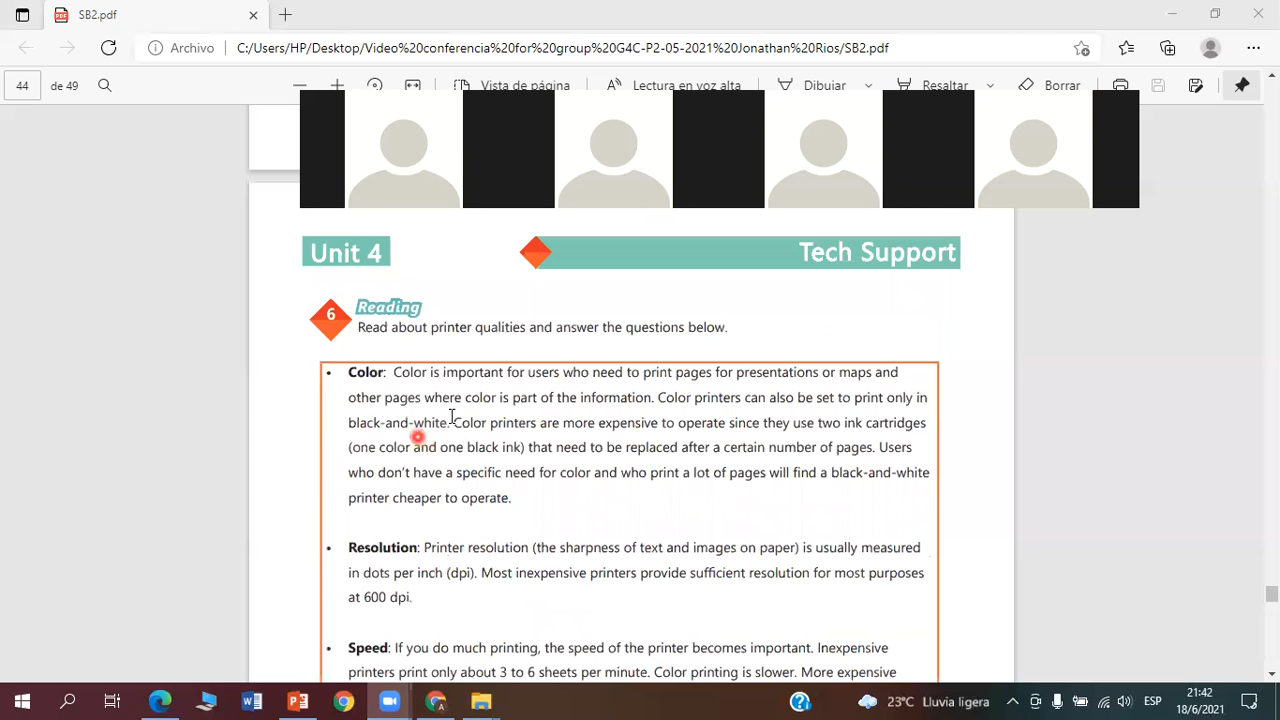 SB2.pdf
Archivo C:/Users/HP/Desktop/Video%20conferencia%20for%20group%20G4C-P2-05-2021%20Jonathan%20Rios/SB2.pdf
44 de 49 Vista de página Lectura en voz alta Dibujar Resaltar Borrar
Unit 4 Tech Support
6 Reading
Read about printer qualities and answer the questions below.
• Color: Color is important for users who need to print pages for presentations or maps and
other pages where color is part of the information. Color printers can also be set to print only in
black-and-white. Color printers are more expensive to operate since they use two ink cartridges
(one color and one black ink) that need to be replaced after a certain number of pages. Users
who don't have a specific need for color and who print a lot of pages will find a black-and-white
printer cheaper to operate.
• Resolution: Printer resolution (the sharpness of text and images on paper) is usually measured
in dots per inch (dpi). Most inexpensive printers provide sufficient resolution for most purposes
at 600 dpi.
• Speed: If you do much printing, the speed of the printer becomes important. Inexpensive
printers print only about 3 to 6 sheets per minute. Color printing is slower. More expensive
23°C Lluvia ligera ESP 21:42
18/6/2021